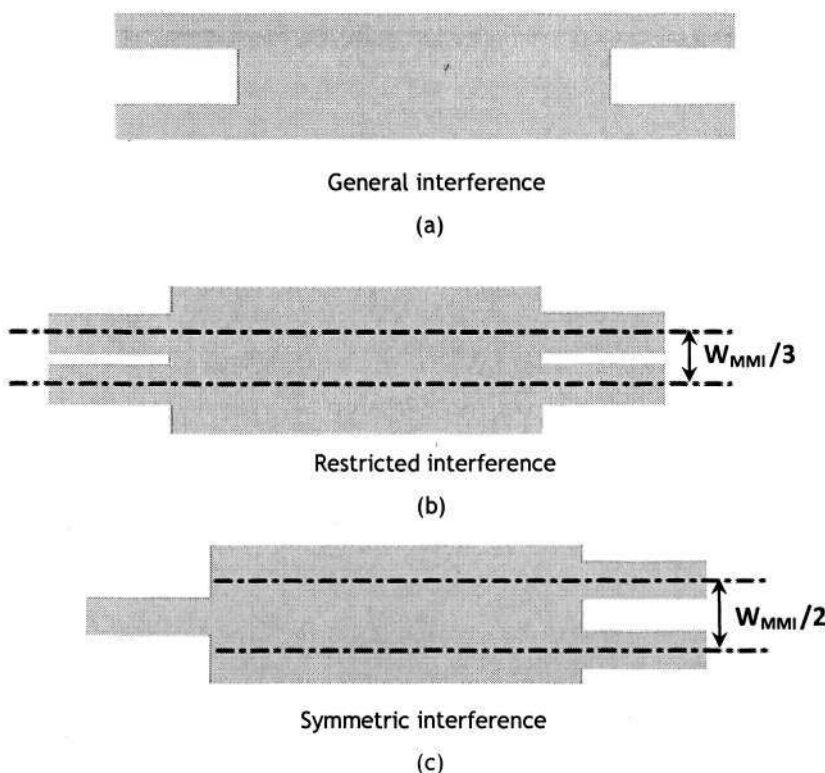 General interference
(a)
W_MMI/3
Restricted interference
(b)
W_MMI/2
Symmetric interference
(c)